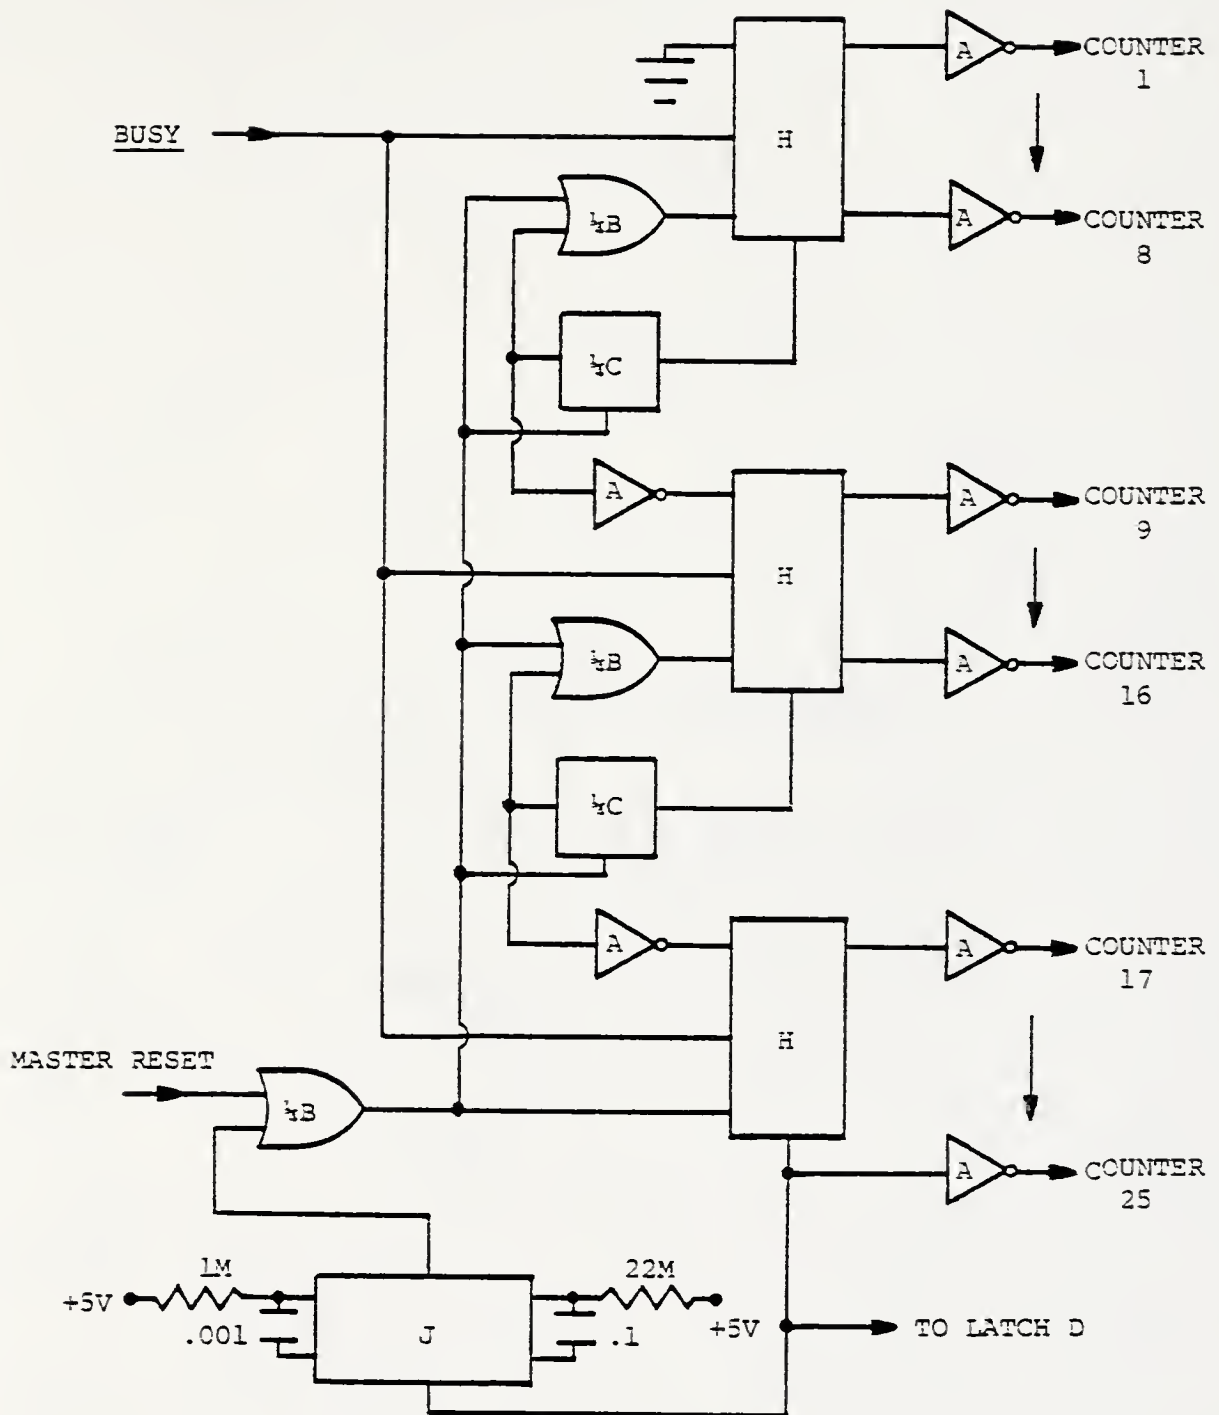 A COUNTER
1
H
BUSY
¼B
A COUNTER
8
¼C
A
A COUNTER
9
H
¼B
A COUNTER
16
¼C
A
A COUNTER
17
H
MASTER RESET
¼B
A COUNTER
25
1M
22M
+5V
.001
J
.1
+5V
TO LATCH D